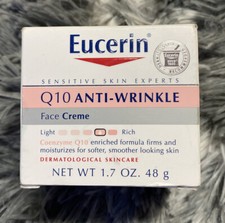 Eucerin®
SENSITIVE SKIN EXPERTS
Q10 ANTI-WRINKLE
Face Creme
Light Rich
Coenzyme Q10 enriched formula firms and
moisturizes for softer, smoother looking skin
DERMATOLOGICAL SKINCARE
NET WT 1.7 OZ. 48 g